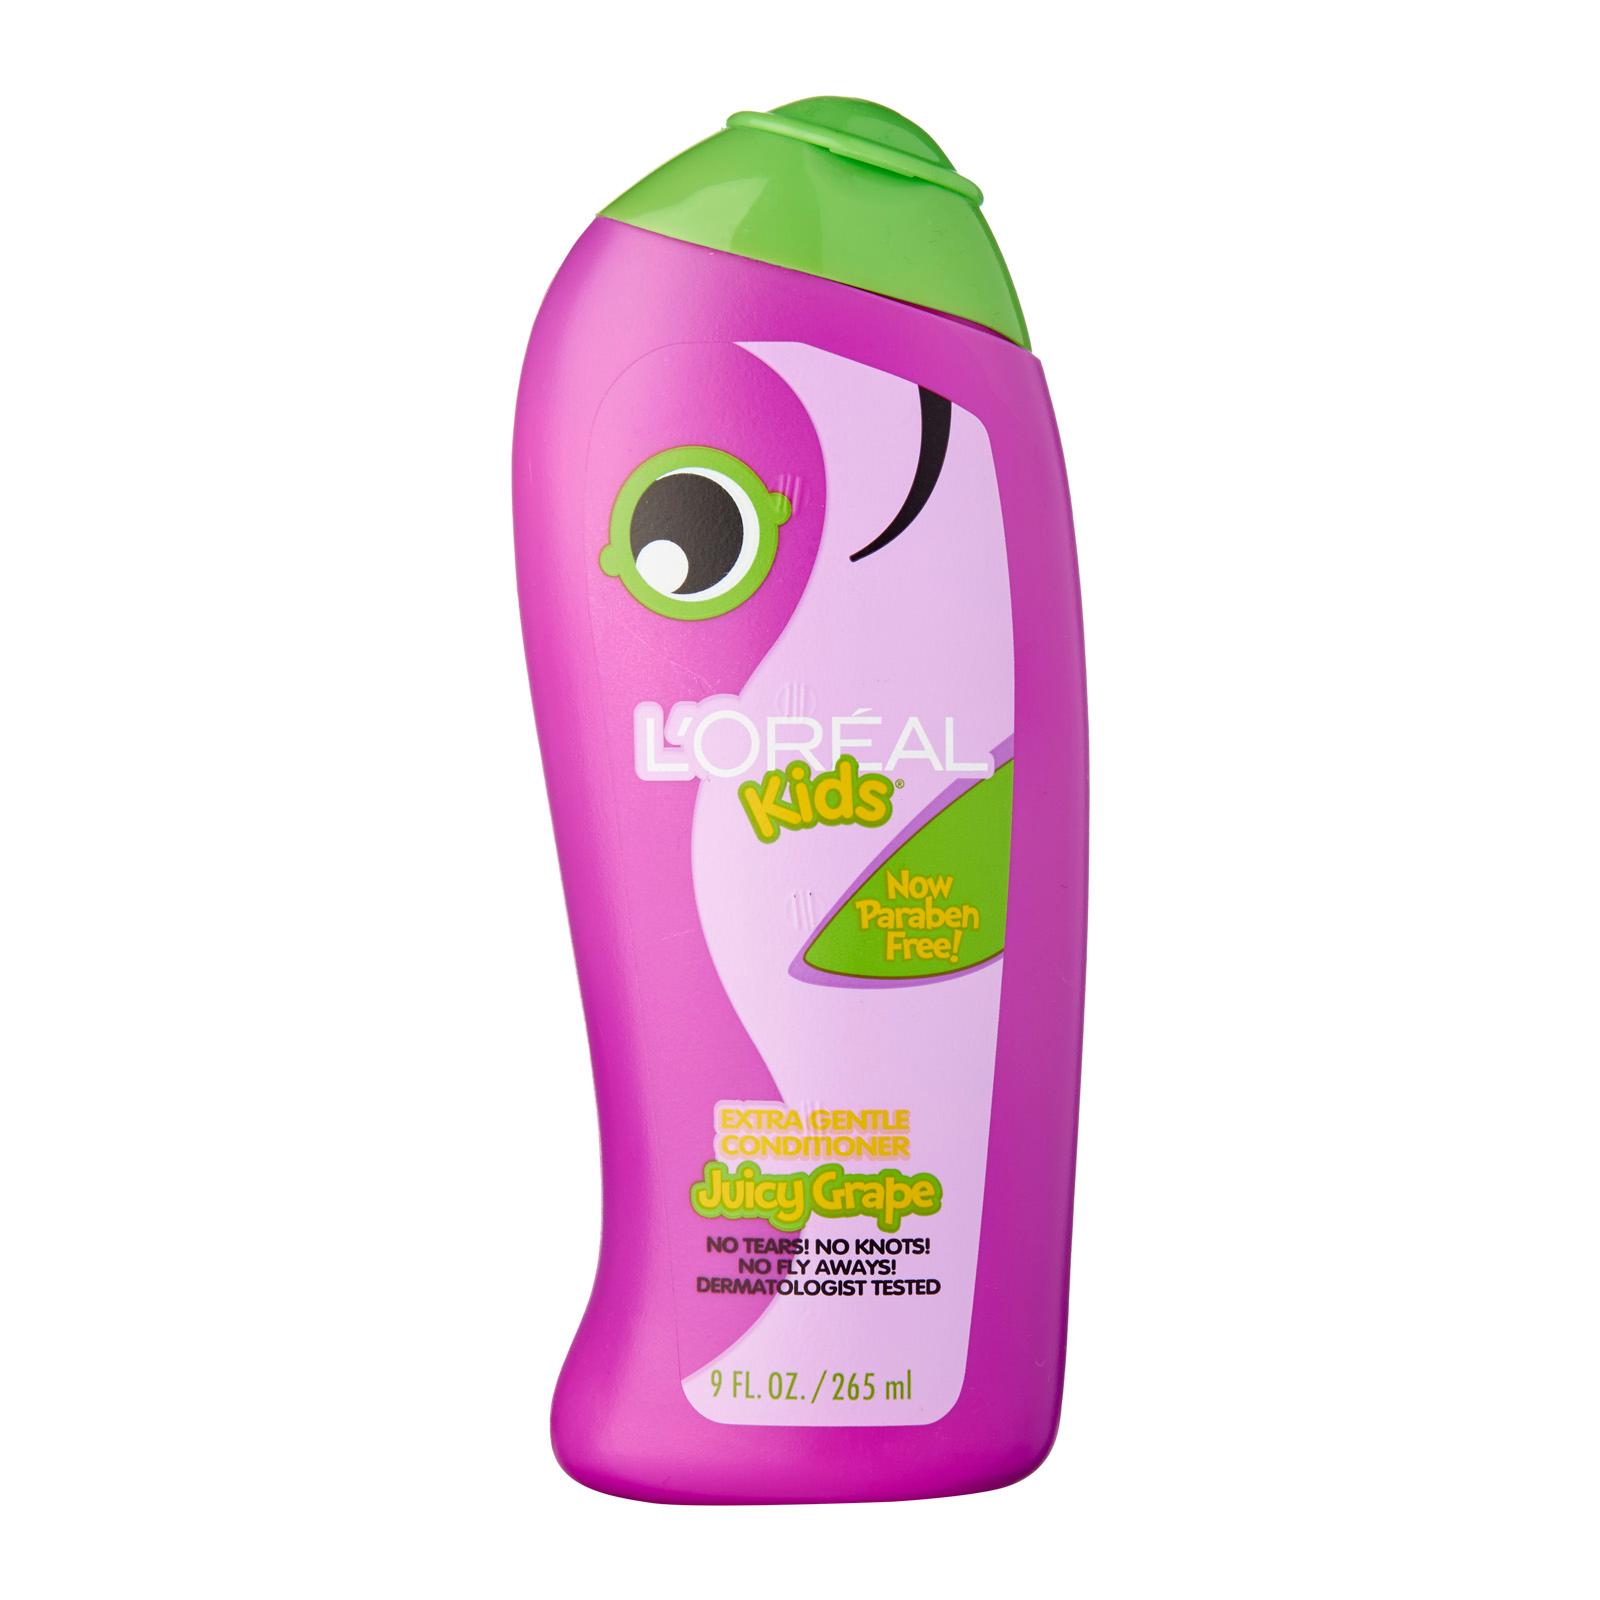 L'ORÉAL
Kids®
Now
Paraben
Free!
EXTRA GENTLE
CONDITIONER
Juicy Grape
NO TEARS! NO KNOTS!
NO FLY AWAYS!
DERMATOLOGIST TESTED
9 FL. OZ. / 265 ml